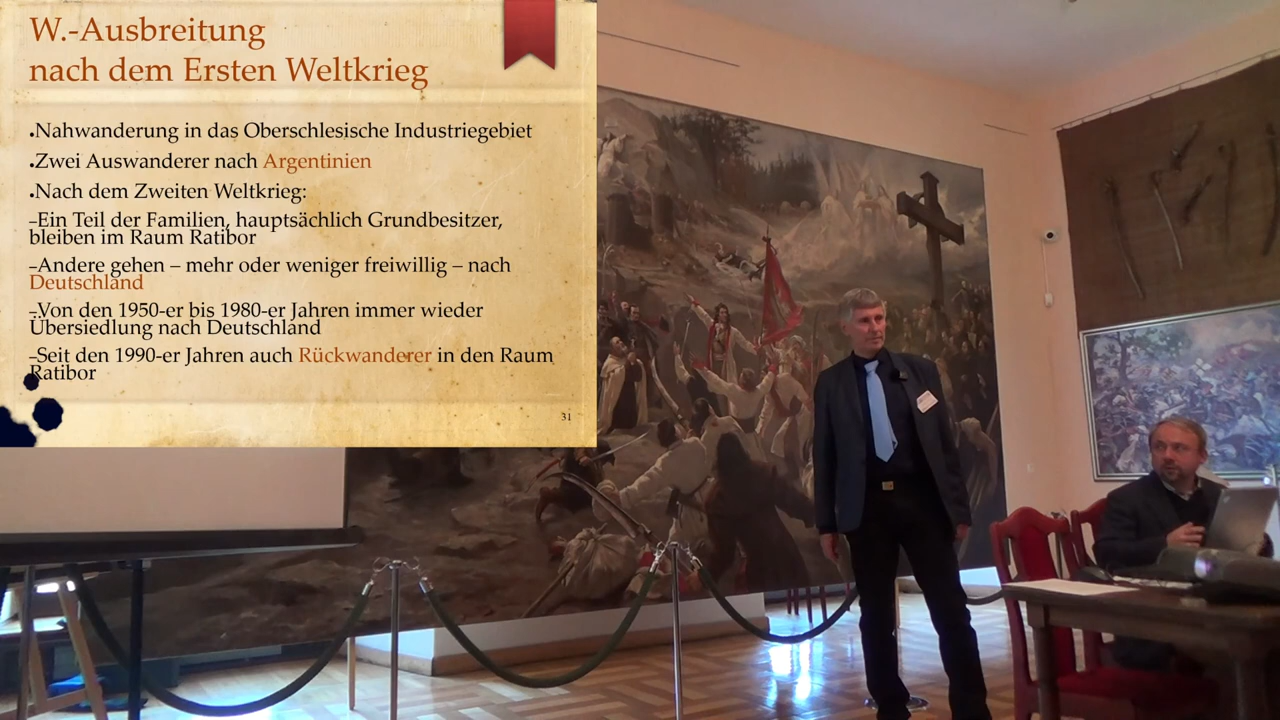 W.-Ausbreitung
nach dem Ersten Weltkrieg
•Nahwanderung in das Oberschlesische Industriegebiet
•Zwei Auswanderer nach Argentinien
•Nach dem Zweiten Weltkrieg:
–Ein Teil der Familien, hauptsächlich Grundbesitzer,
bleiben im Raum Ratibor
–Andere gehen – mehr oder weniger freiwillig – nach
Deutschland
–Von den 1950-er bis 1980-er Jahren immer wieder
Übersiedlung nach Deutschland
–Seit den 1990-er Jahren auch Rückwanderer in den Raum
Ratibor
31